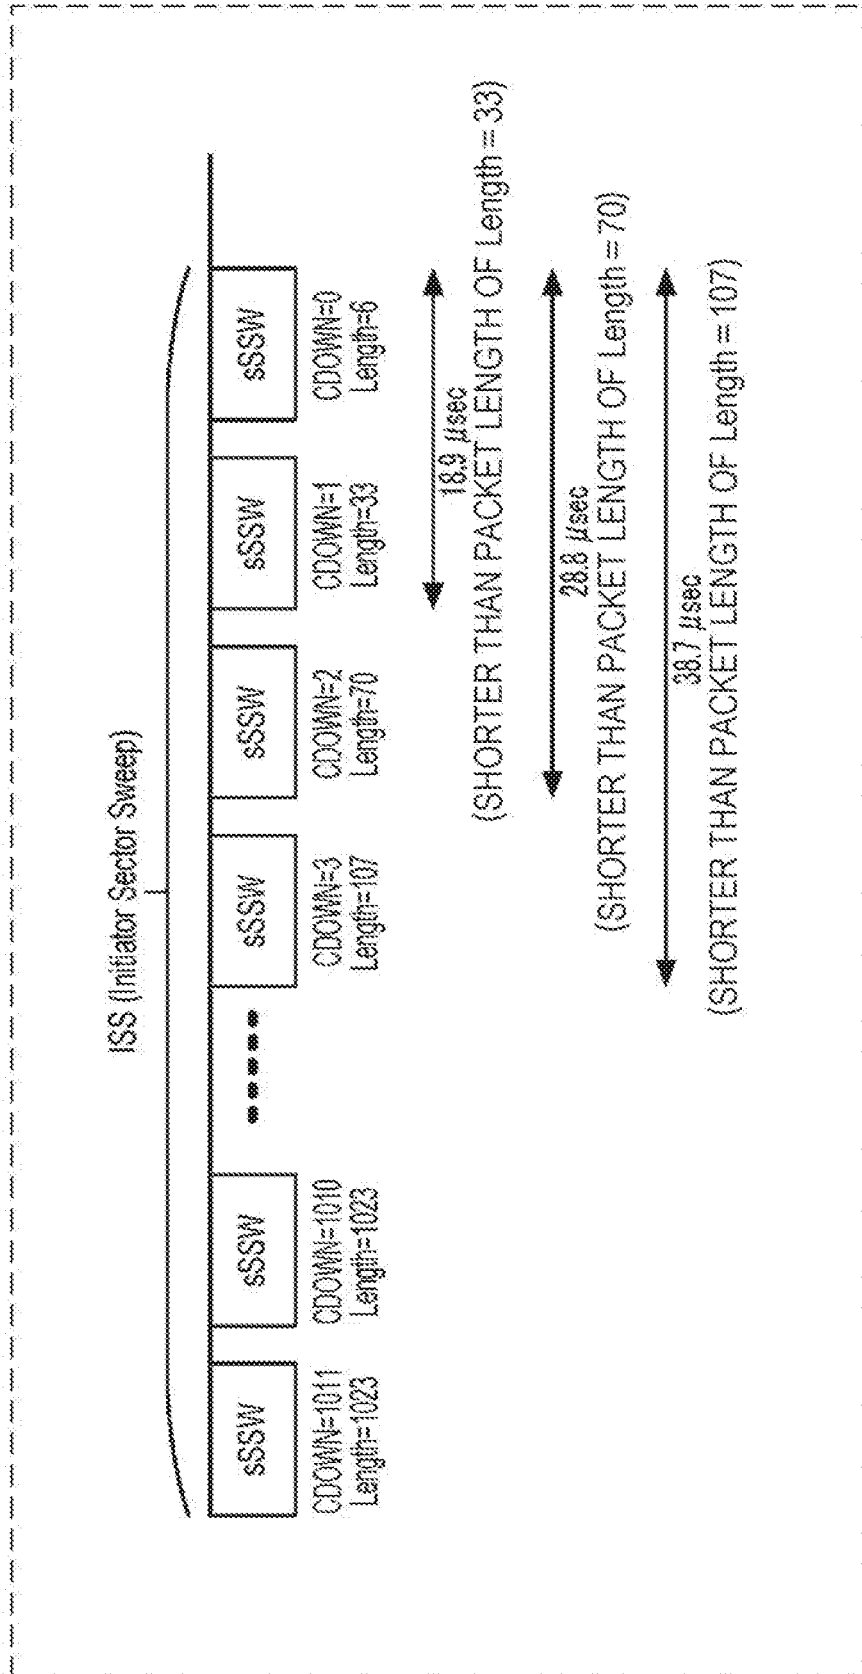 ISS (Initiator Sector Sweep)
sSSW
CDOWN=1011
Length=1023
sSSW
CDOWN=1010
Length=1023
sSSW
CDOWN=3
Length=107
sSSW
CDOWN=2
Length=70
sSSW
CDOWN=1
Length=33
sSSW
CDOWN=0
Length=6
18.9 μsec
(SHORTER THAN PACKET LENGTH OF Length = 33)
28.8 μsec
(SHORTER THAN PACKET LENGTH OF Length = 70)
38.7 μsec
(SHORTER THAN PACKET LENGTH OF Length = 107)